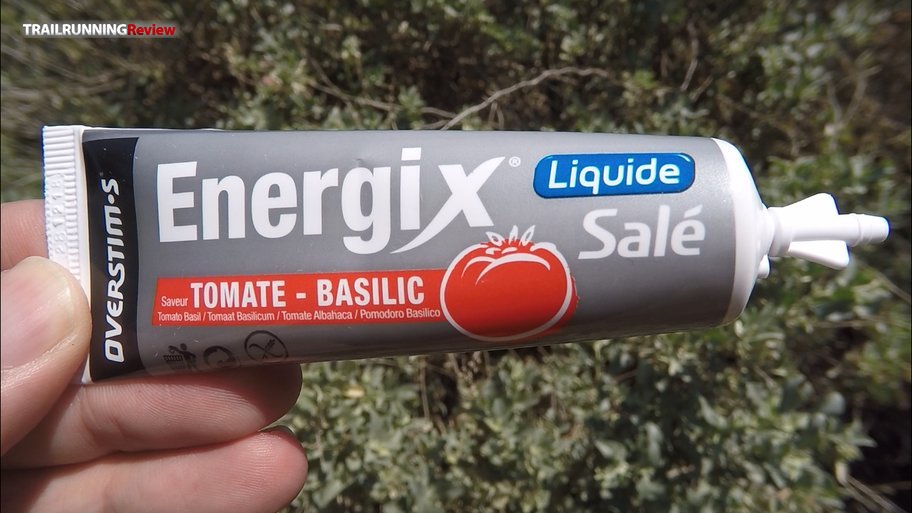 TRAILRUNNINGReview
OVERSTIM•S
Energix®
Liquide
Salé
Saveur TOMATE - BASILIC
Tomato Basil / Tomaat Basilicum / Tomate Albahaca / Pomodoro Basilico